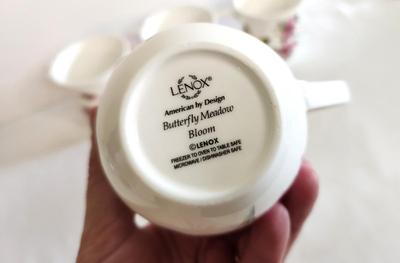 LENOX®
American by Design
Butterfly Meadow
Bloom
©LENOX
FREEZER TO OVEN TO TABLE SAFE
MICROWAVE / DISHWASHER SAFE